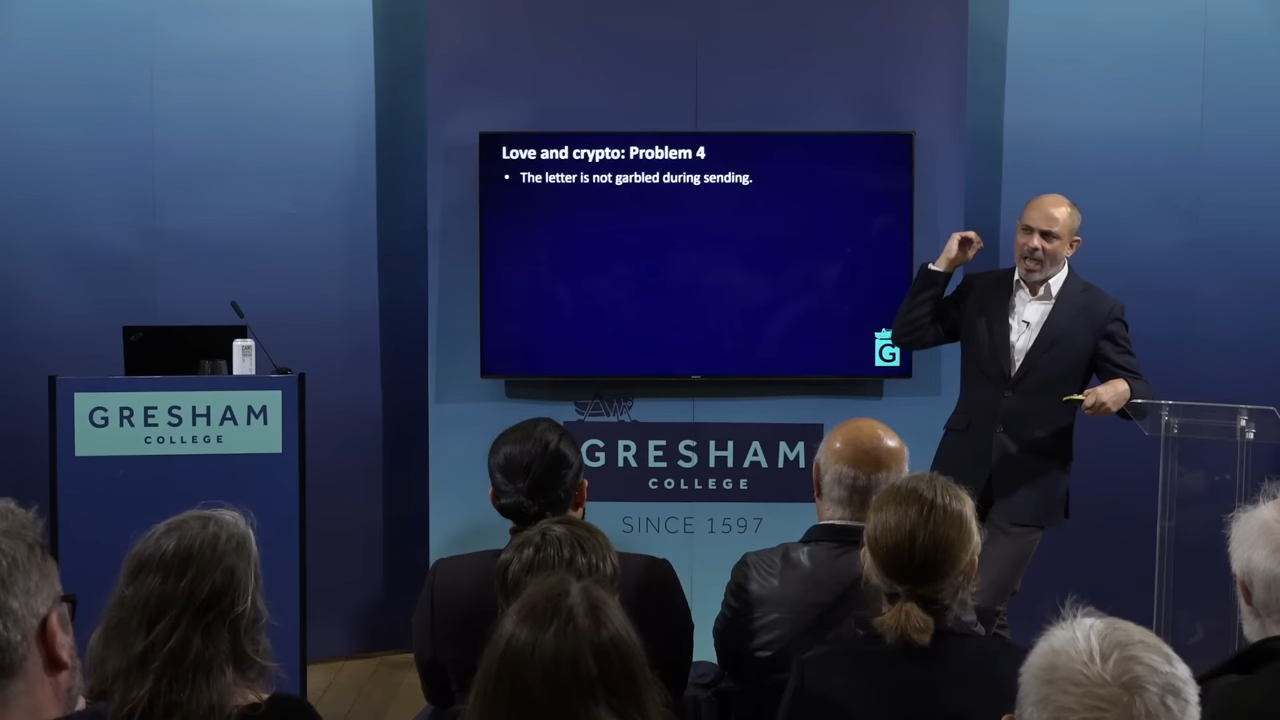 Love and crypto: Problem 4
• The letter is not garbled during sending.
G
GRESHAM
COLLEGE
GRESHAM
COLLEGE
SINCE 1597